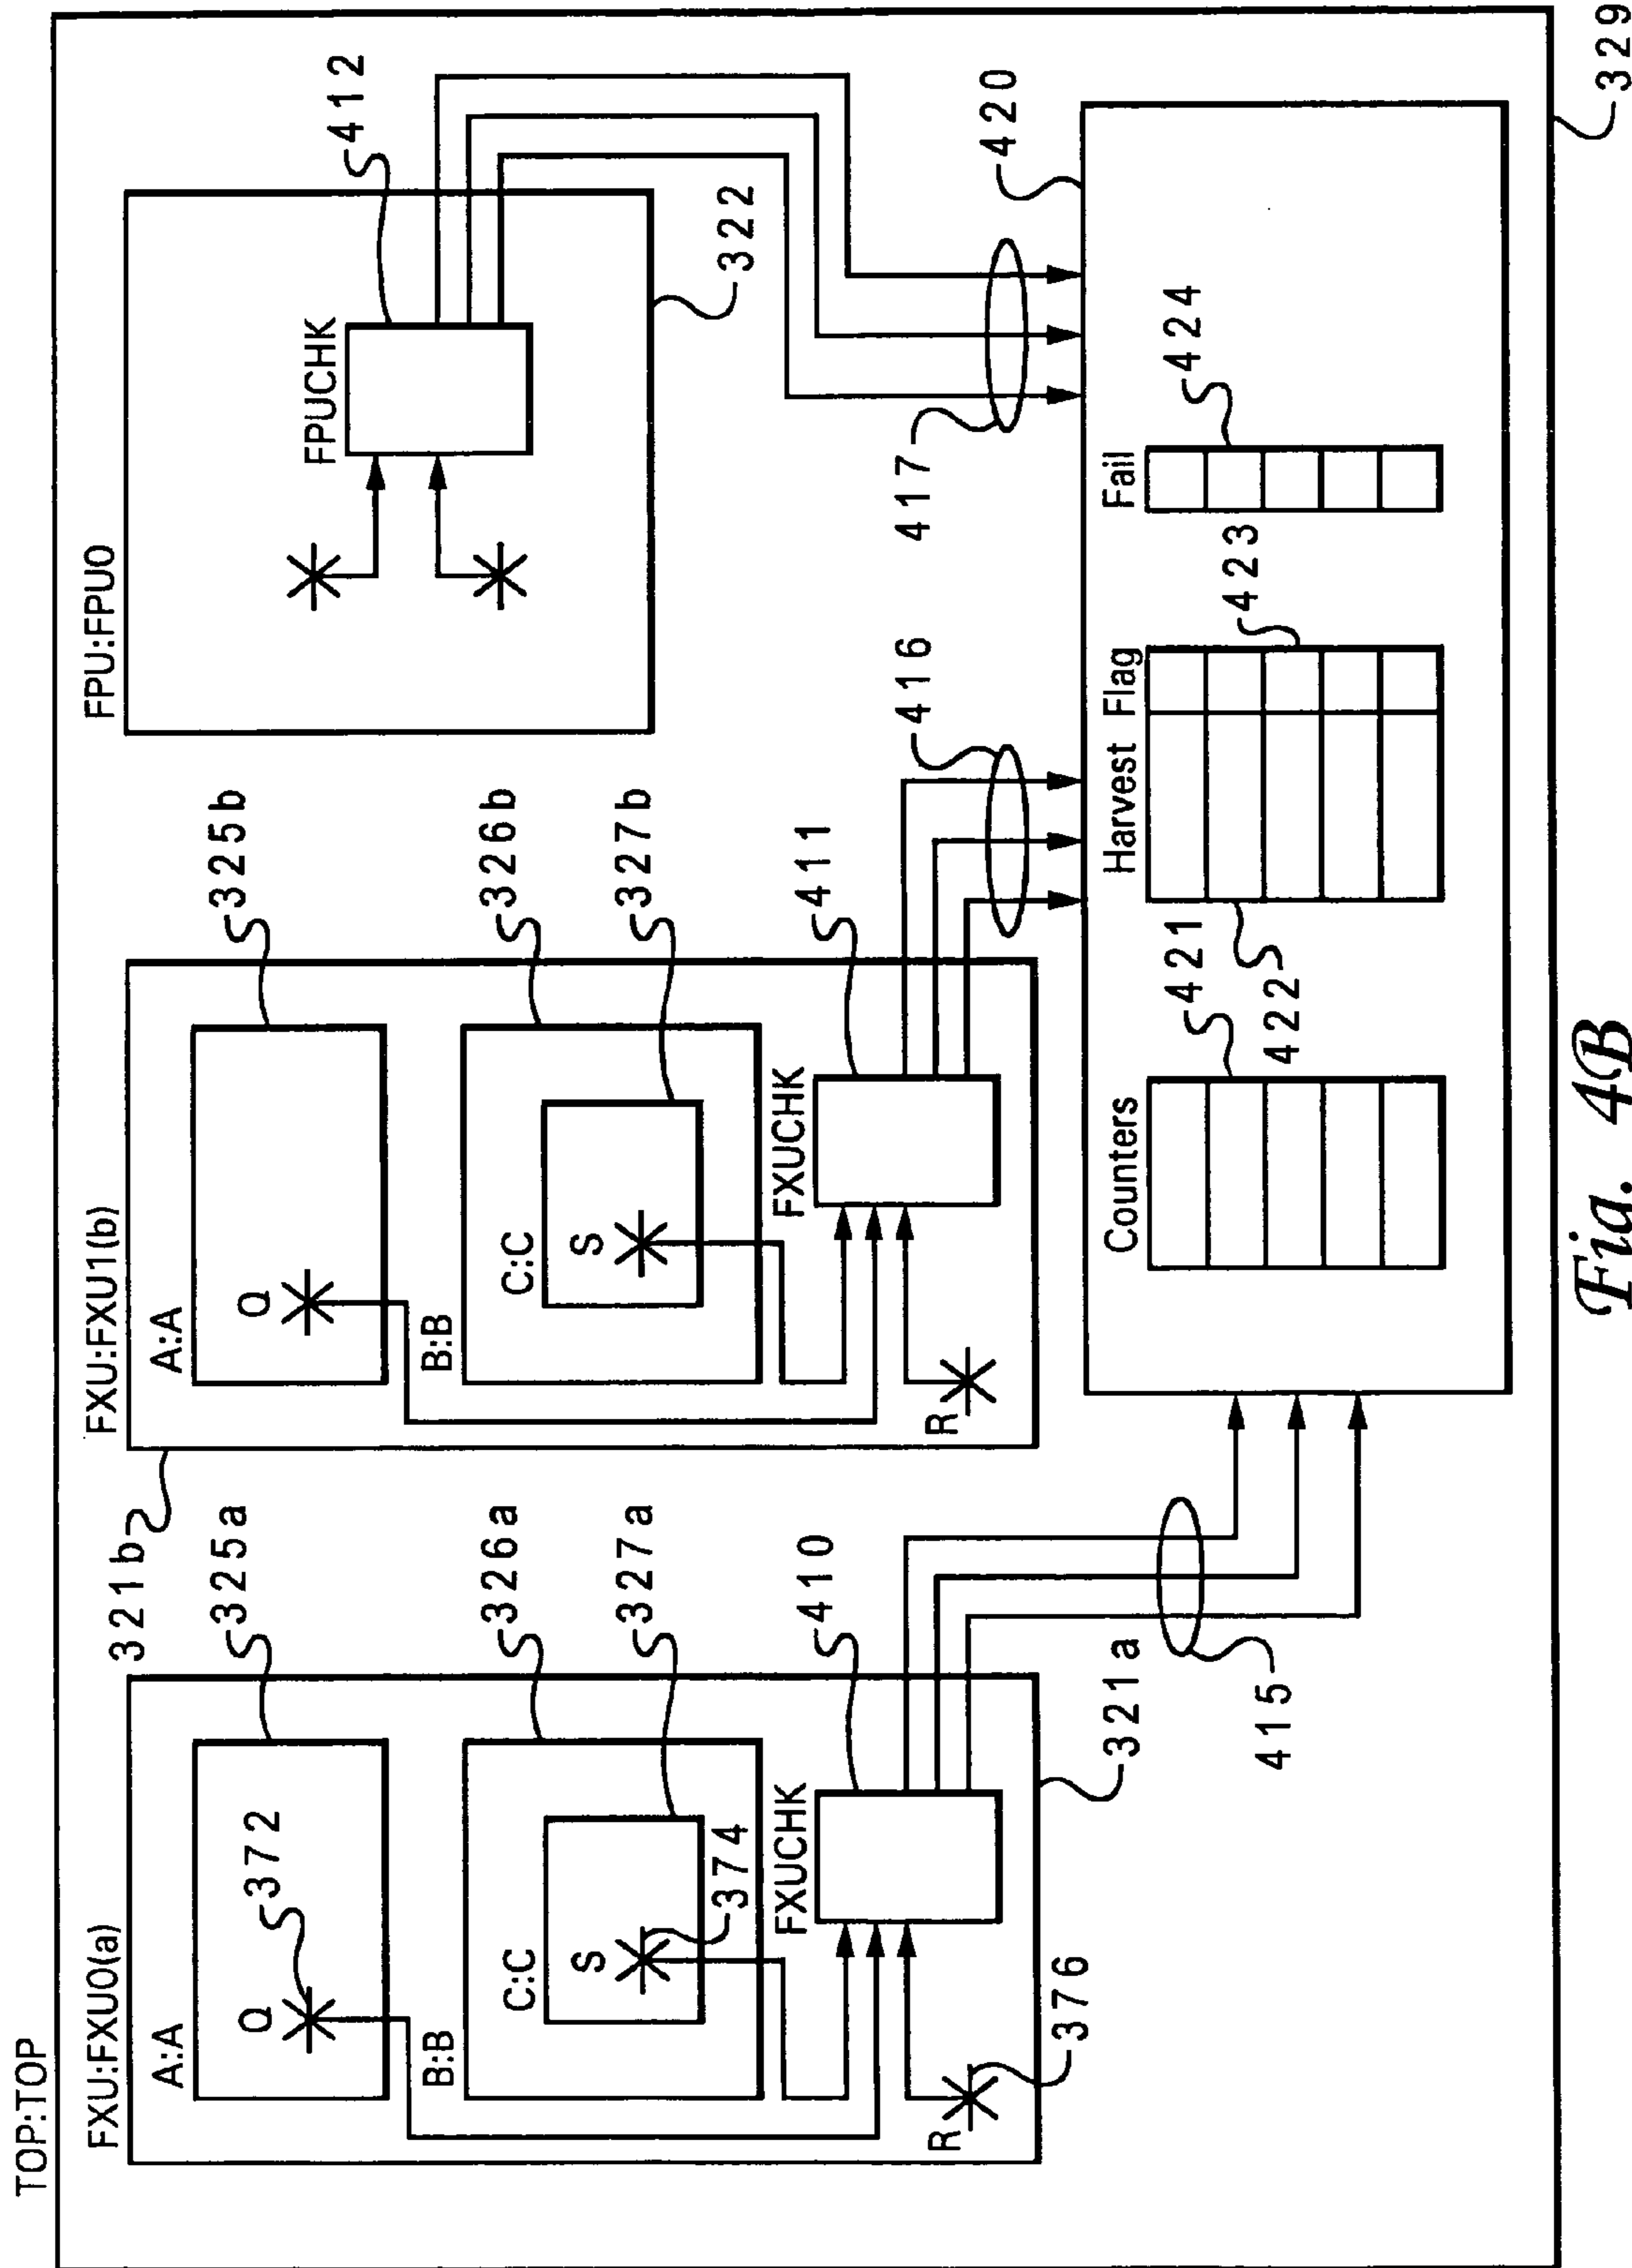 TOP:TOP
FXU:FXU0(a)
A:A
Q
372
325a
B:B
C:C
S
374
326a
327a
FXUCHK
410
R
376
321a
415
321b
FXU:FXU1(b)
A:A
Q
325b
B:B
C:C
S
326b
327b
FXUCHK
411
R
416
FPU:FPU0
FPUCHK
412
322
417
420
Counters
421
Harvest Flag
422
423
Fail
424
329
Fig. 4B